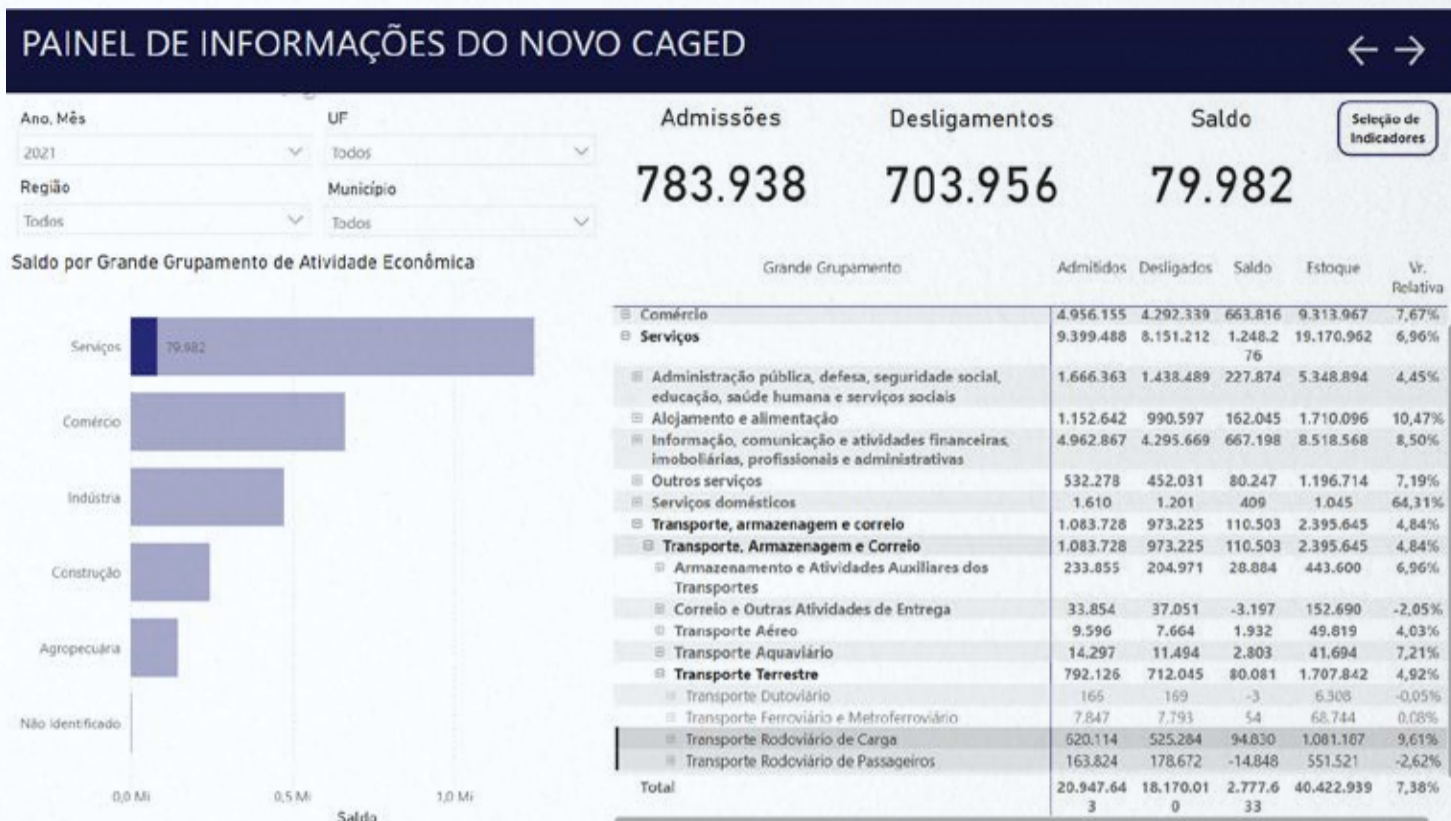 PAINEL DE INFORMAÇÕES DO NOVO CAGED
Ano, Mês
2021
UF
Todos
Região
Todos
Município
Todos
Admissões
783.938
Desligamentos
703.956
Saldo
79.982
Seleção de
Indicadores
Saldo por Grande Grupamento de Atividade Econômica
Serviços 79.982
Comércio
Indústria
Construção
Agropecuária
Não Identificado
0,0 Mi 0,5 Mi 1,0 Mi
Saldo
Grande Grupamento Admitidos Desligados Saldo Estoque Vr.
Relativa
Comércio 4.956.155 4.292.339 663.816 9.313.967 7,67%
Serviços 9.399.488 8.151.212 1.248.2 19.170.962 6,96%
76
Administração pública, defesa, seguridade social, 1.666.363 1.438.489 227.874 5.348.894 4,45%
educação, saúde humana e serviços sociais
Alojamento e alimentação 1.152.642 990.597 162.045 1.710.096 10,47%
Informação, comunicação e atividades financeiras, 4.962.867 4.295.669 667.198 8.518.568 8,50%
imoboliárias, profissionais e administrativas
Outros serviços 532.278 452.031 80.247 1.196.714 7,19%
Serviços domésticos 1.610 1.201 409 1.045 64,31%
Transporte, armazenagem e correio 1.083.728 973.225 110.503 2.395.645 4,84%
Transporte, Armazenagem e Correio 1.083.728 973.225 110.503 2.395.645 4,84%
Armazenamento e Atividades Auxiliares dos 233.855 204.971 28.884 443.600 6,96%
Transportes
Correio e Outras Atividades de Entrega 33.854 37.051 -3.197 152.690 -2,05%
Transporte Aéreo 9.596 7.664 1.932 49.819 4,03%
Transporte Aquaviário 14.297 11.494 2.803 41.694 7,21%
Transporte Terrestre 792.126 712.045 80.081 1.707.842 4,92%
Transporte Dutoviário 166 169 -3 6.308 -0,05%
Transporte Ferroviário e Metroferroviário 7.847 7.793 54 68.744 0,08%
Transporte Rodoviário de Carga 620.114 525.284 94.830 1.081.187 9,61%
Transporte Rodoviário de Passageiros 163.824 178.672 -14.848 551.521 -2,62%
Total 20.947.64 18.170.01 2.777.6 40.422.939 7,38%
3 0 33